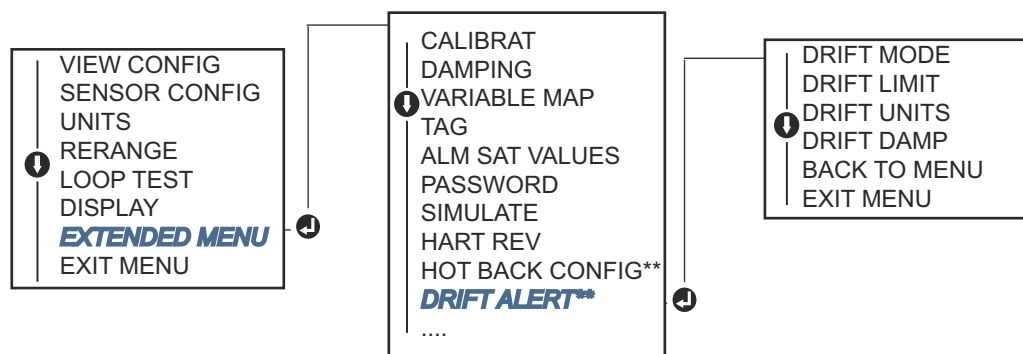 VIEW CONFIG
SENSOR CONFIG
UNITS
RERANGE
LOOP TEST
DISPLAY
EXTENDED MENU
EXIT MENU
CALIBRAT
DAMPING
VARIABLE MAP
TAG
ALM SAT VALUES
PASSWORD
SIMULATE
HART REV
HOT BACK CONFIG**
DRIFT ALERT**
....
DRIFT MODE
DRIFT LIMIT
DRIFT UNITS
DRIFT DAMP
BACK TO MENU
EXIT MENU